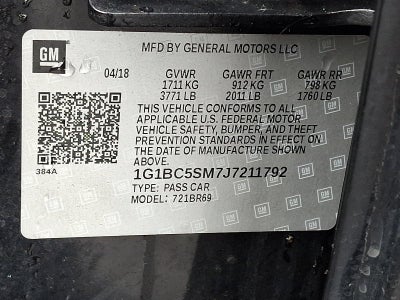 GM
MFD BY GENERAL MOTORS LLC
04/18 GVWR GAWR FRT GAWR RR
1711 KG 912 KG 798 KG
3771 LB 2011 LB 1760 LB
THIS VEHICLE CONFORMS TO ALL
APPLICABLE U.S. FEDERAL MOTOR
VEHICLE SAFETY, BUMPER, AND THEFT
PREVENTION STANDARDS IN EFFECT ON
THE DATE OF MANUFACTURE SHOWN
ABOVE.
384A
1G1BC5SM7J7211792
TYPE: PASS CAR
MODEL: 721BR69